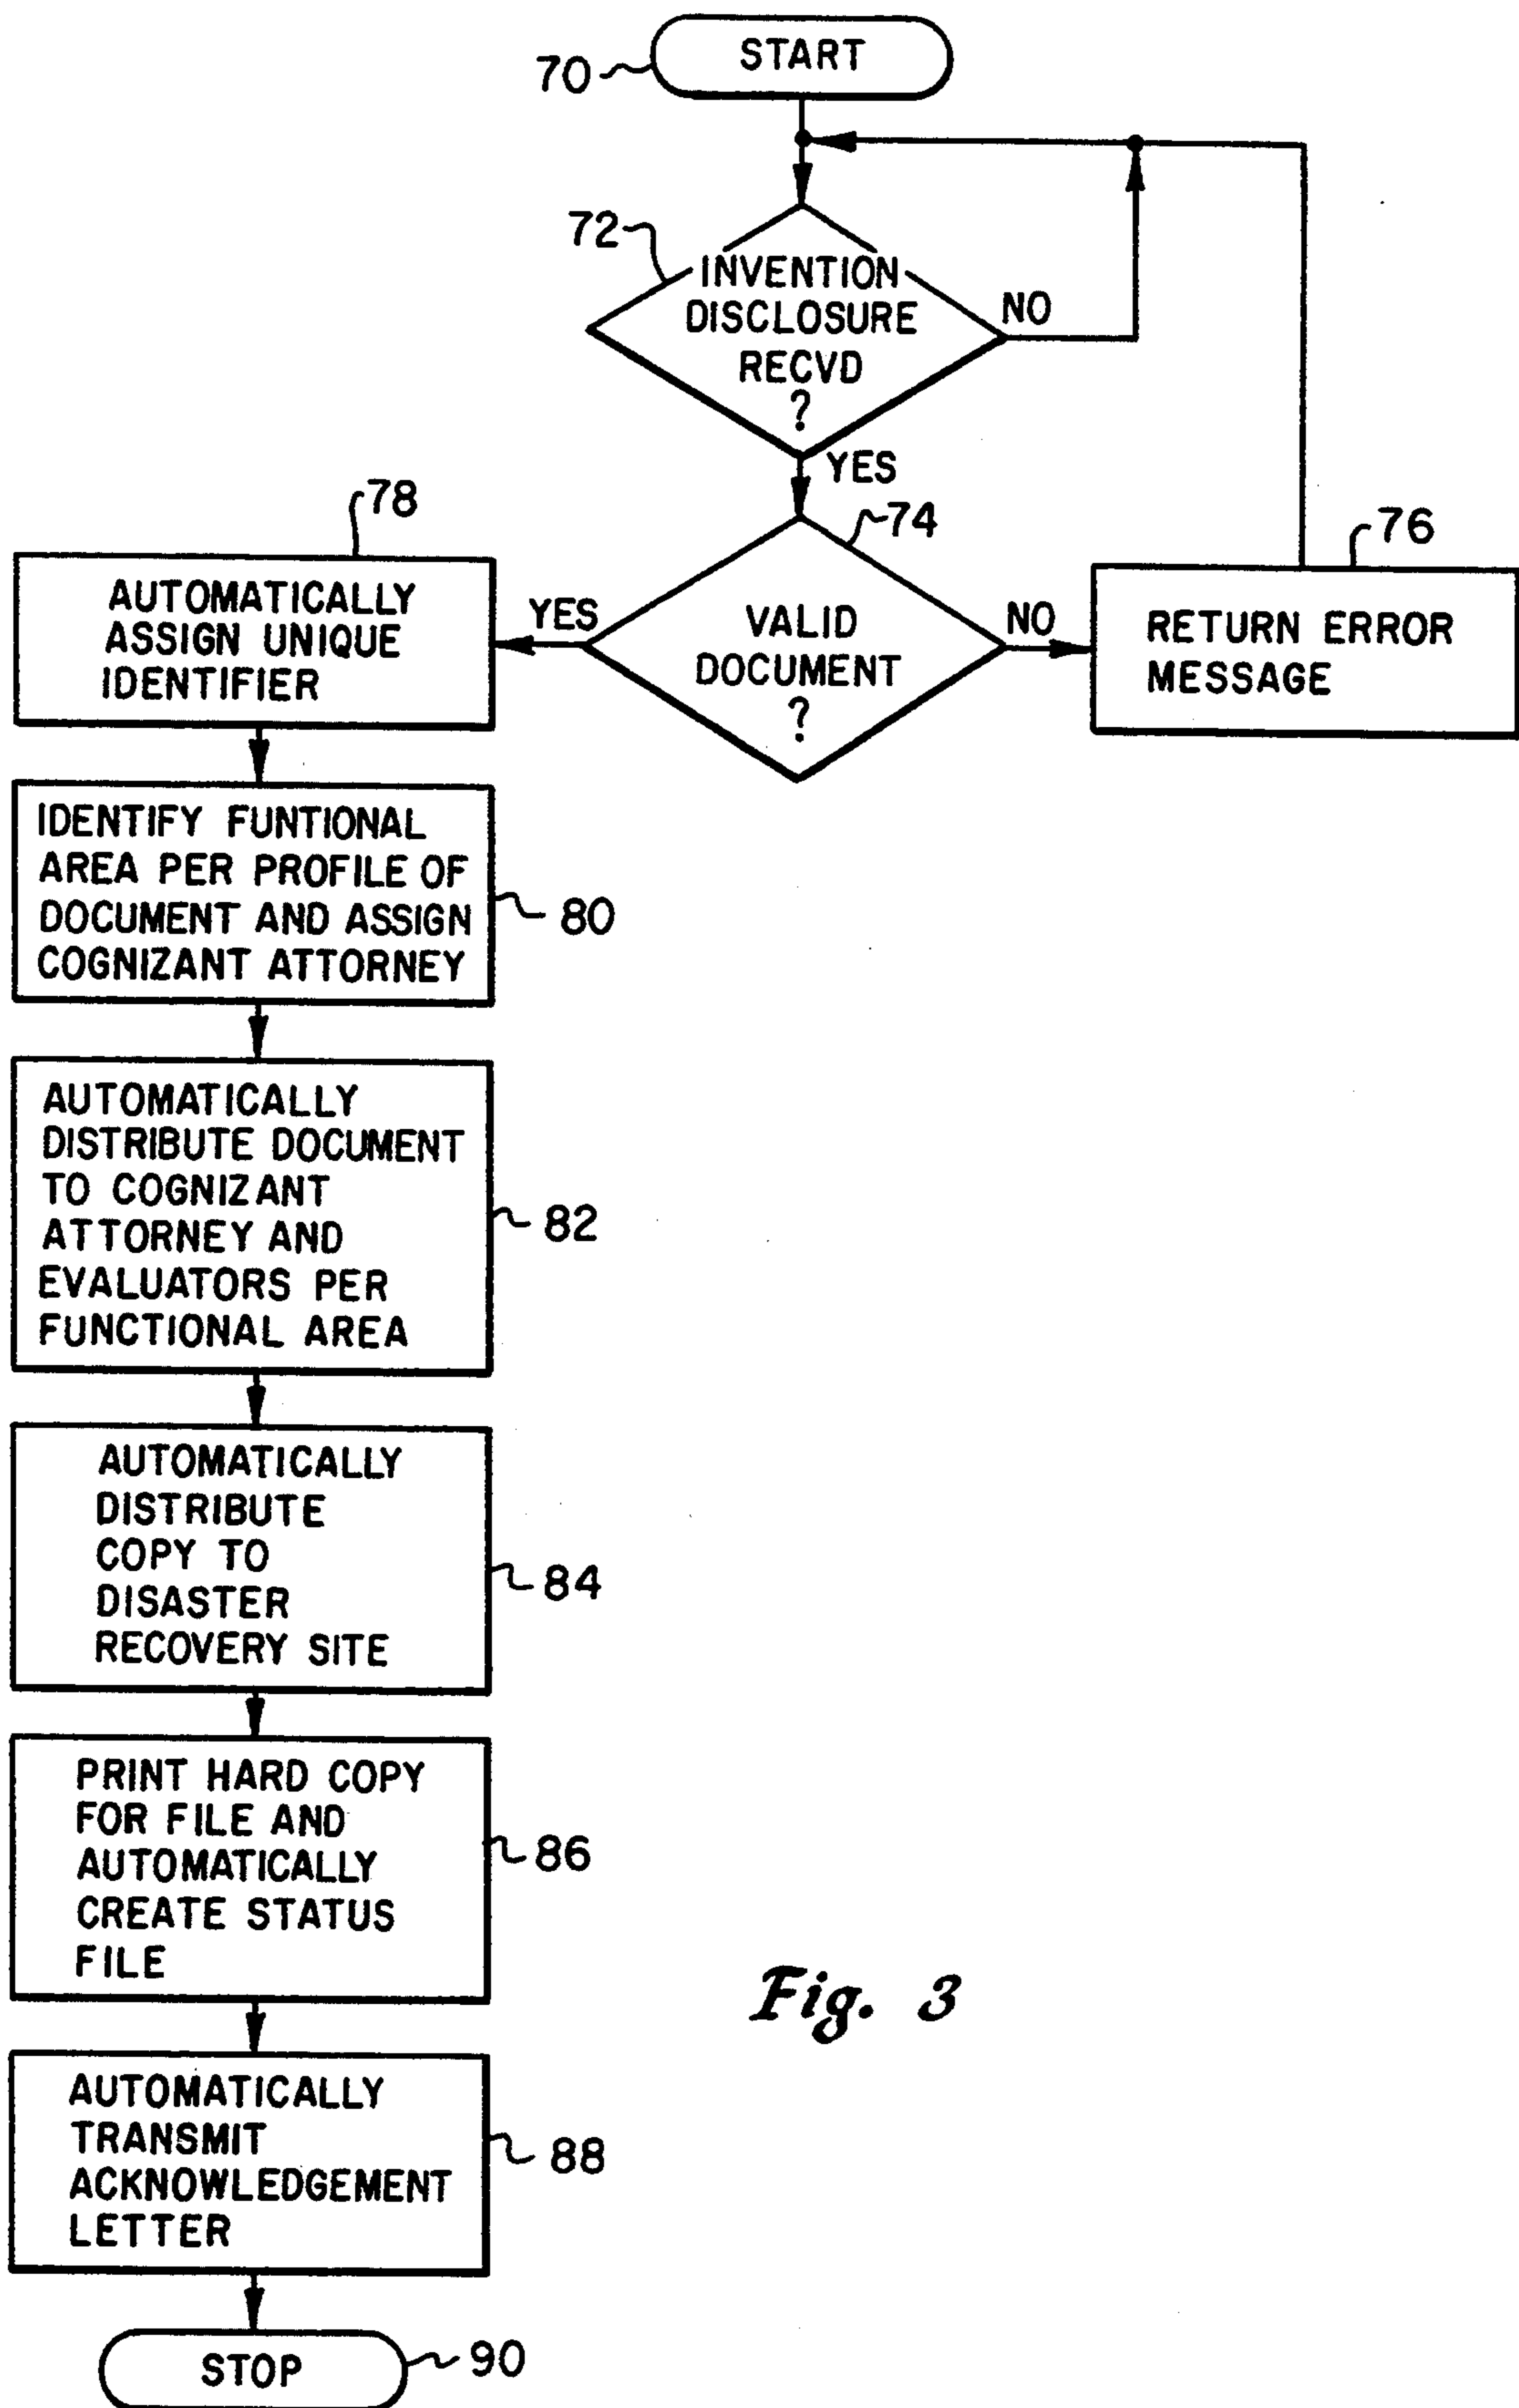 START
70
72
INVENTION
DISCLOSURE
RECVD
?
NO
YES
74
VALID
DOCUMENT
?
NO
76
RETURN ERROR
MESSAGE
YES
78
AUTOMATICALLY
ASSIGN UNIQUE
IDENTIFIER
IDENTIFY FUNTIONAL
AREA PER PROFILE OF
DOCUMENT AND ASSIGN
COGNIZANT ATTORNEY
80
AUTOMATICALLY
DISTRIBUTE DOCUMENT
TO COGNIZANT
ATTORNEY AND
EVALUATORS PER
FUNCTIONAL AREA
82
AUTOMATICALLY
DISTRIBUTE
COPY TO
DISASTER
RECOVERY SITE
84
PRINT HARD COPY
FOR FILE AND
AUTOMATICALLY
CREATE STATUS
FILE
86
AUTOMATICALLY
TRANSMIT
ACKNOWLEDGEMENT
LETTER
88
STOP
90
Fig. 3